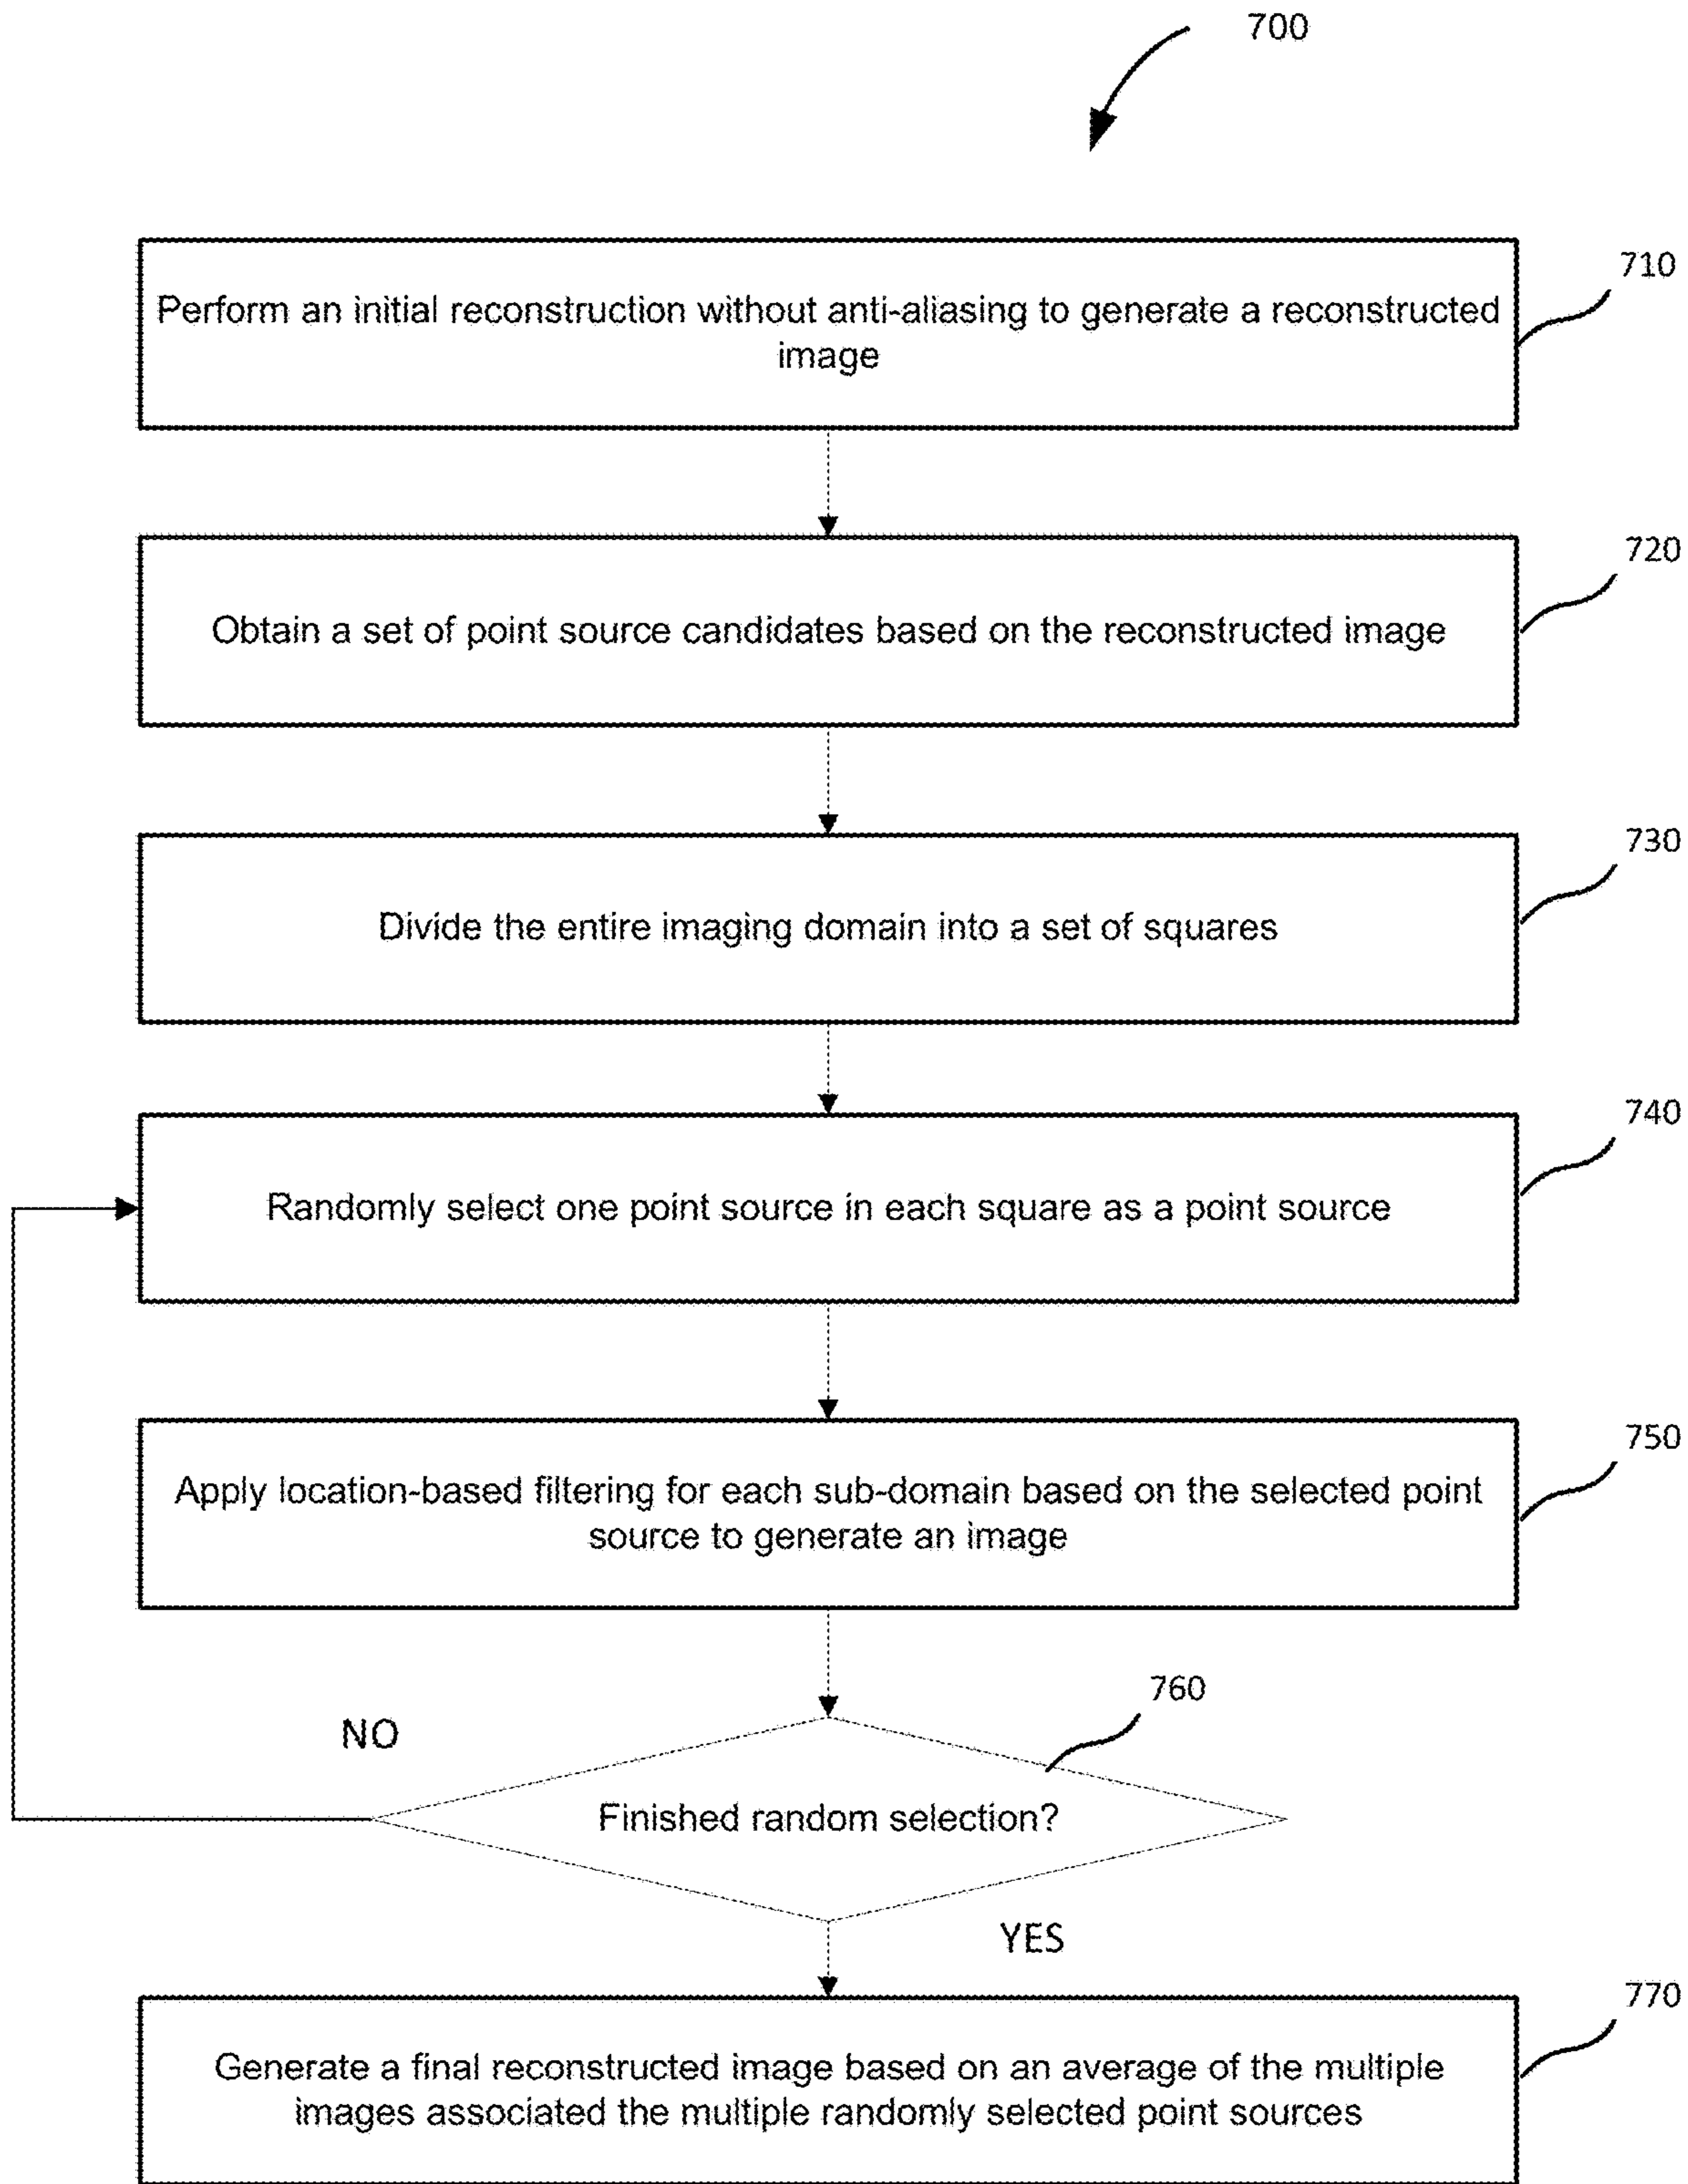 700
Perform an initial reconstruction without anti-aliasing to generate a reconstructed
image
710
Obtain a set of point source candidates based on the reconstructed image
720
Divide the entire imaging domain into a set of squares
730
Randomly select one point source in each square as a point source
740
Apply location-based filtering for each sub-domain based on the selected point
source to generate an image
750
760
NO
Finished random selection?
YES
Generate a final reconstructed image based on an average of the multiple
images associated the multiple randomly selected point sources
770